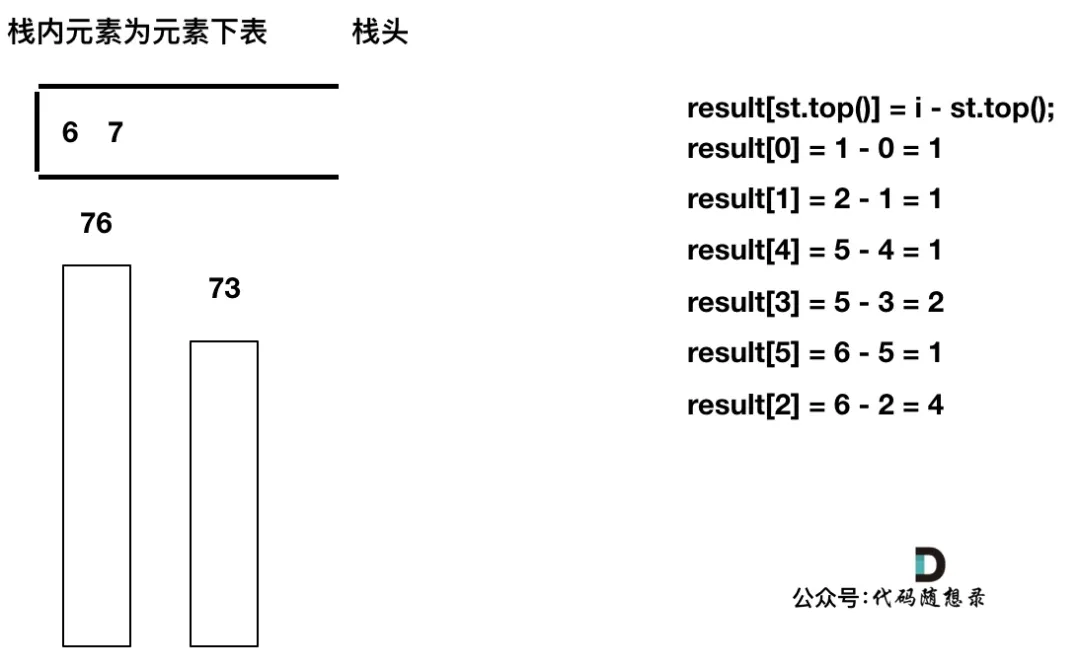 栈内元素为元素下表 栈头
6 7
76
73
result[st.top()] = i - st.top();
result[0] = 1 - 0 = 1
result[1] = 2 - 1 = 1
result[4] = 5 - 4 = 1
result[3] = 5 - 3 = 2
result[5] = 6 - 5 = 1
result[2] = 6 - 2 = 4
公众号:代码随想录